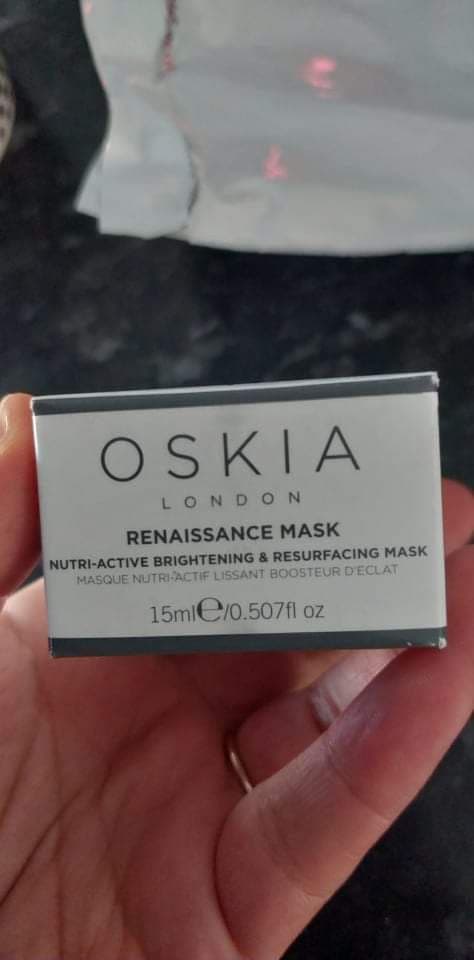 OSKIA
LONDON
RENAISSANCE MASK
NUTRI-ACTIVE BRIGHTENING & RESURFACING MASK
MASQUE NUTRI-ACTIF LISSANT BOOSTEUR D'ECLAT
15ml℮/0.507fl oz